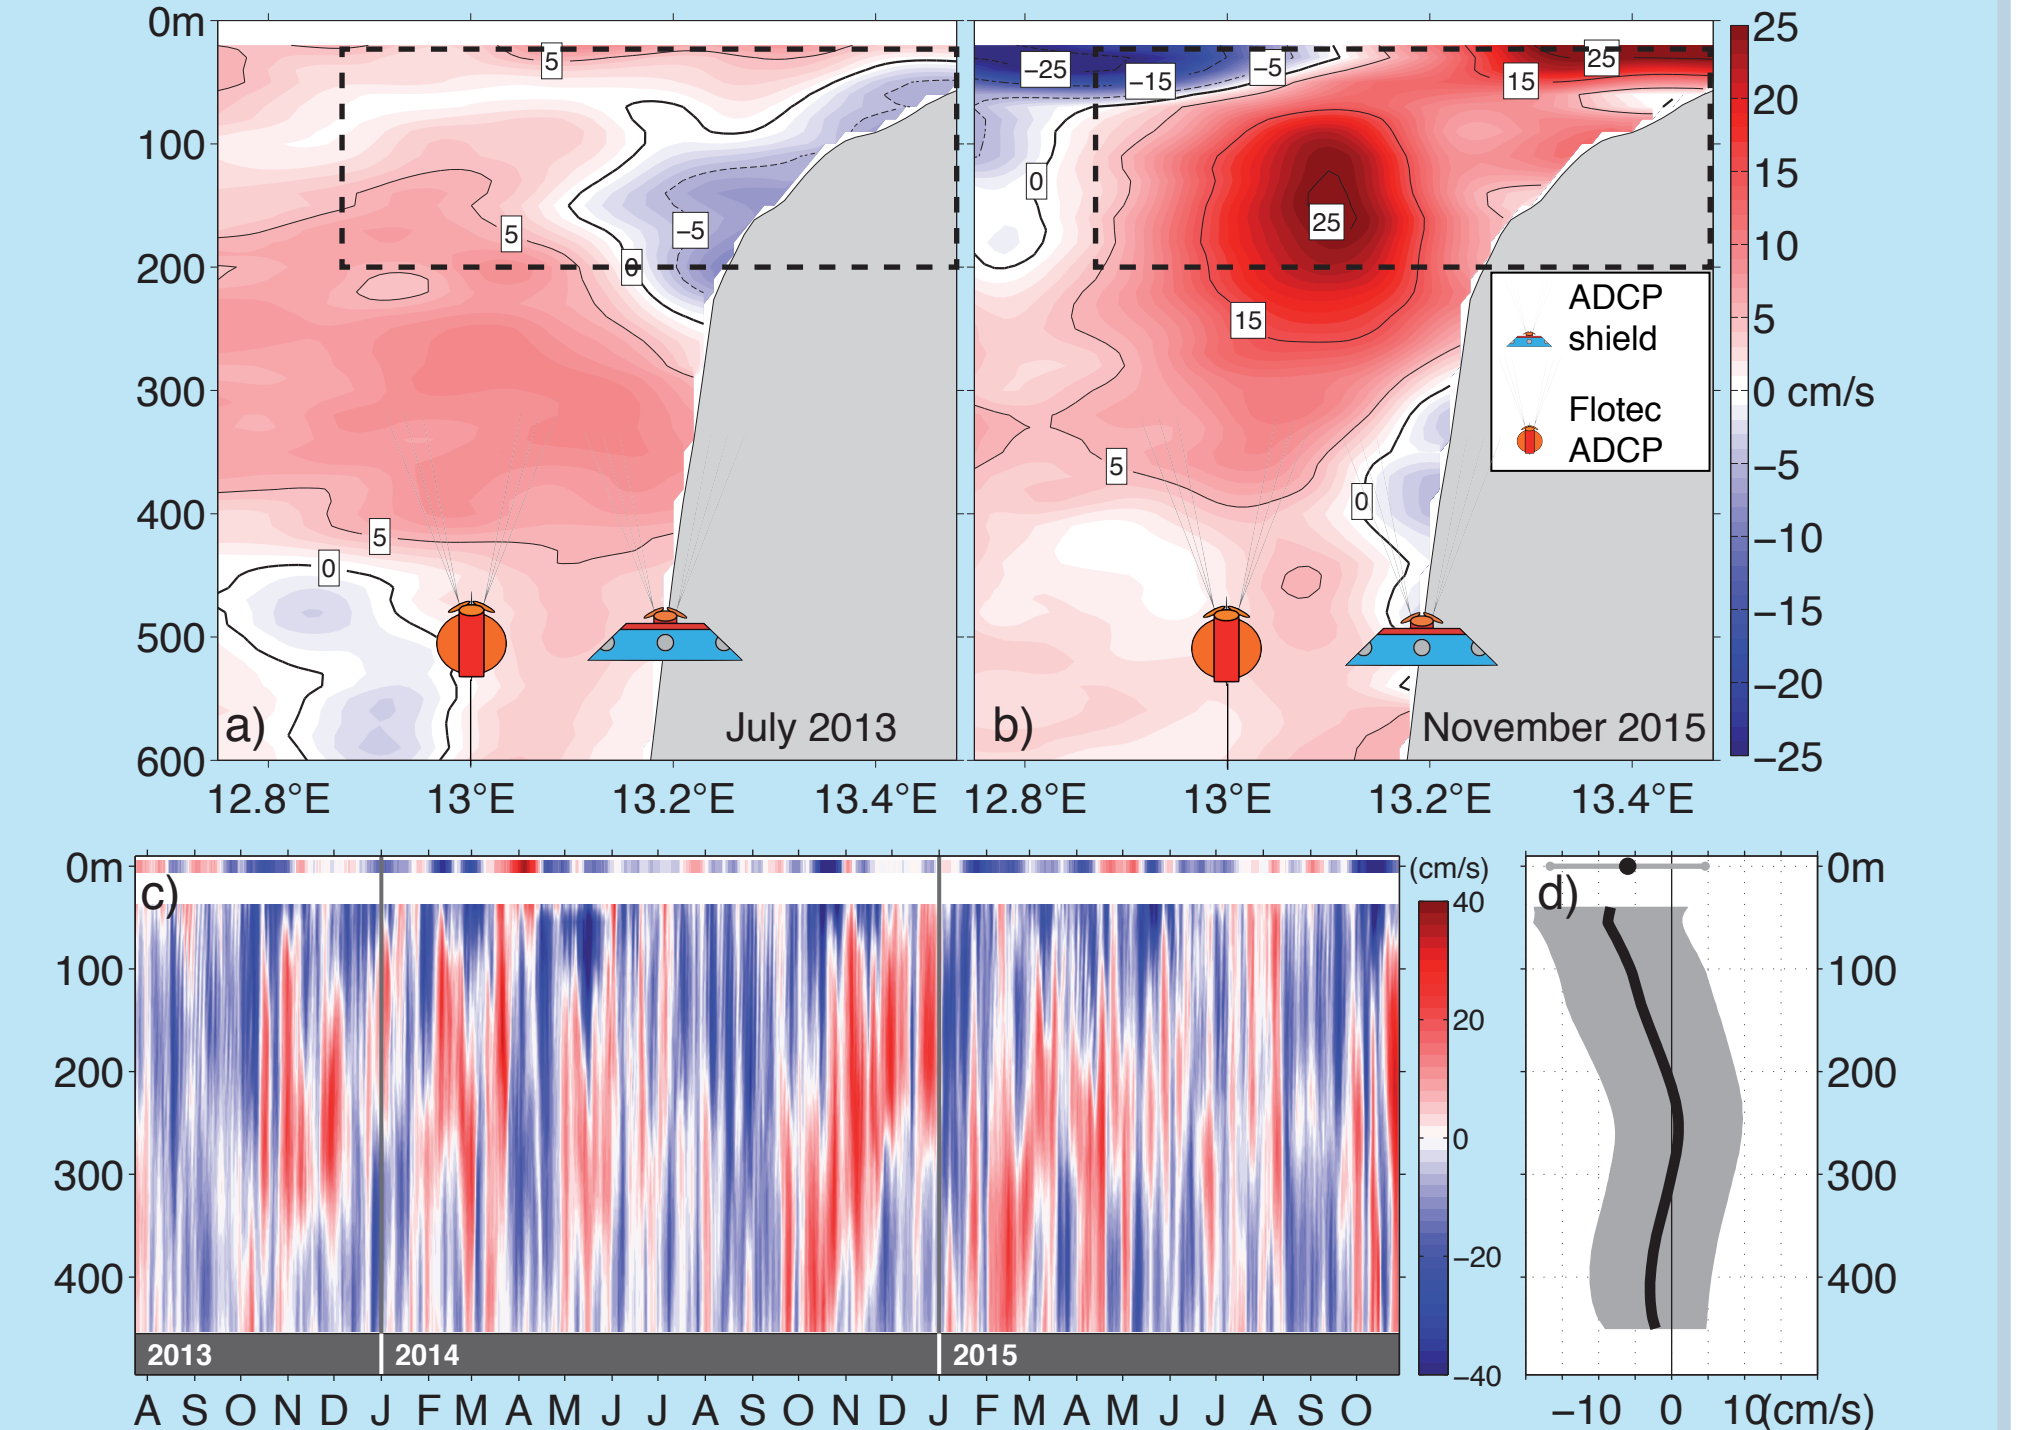 0m
100
200
300
400
500
600
5
5
0
−5
5
0
a)
July 2013
12.8°E
13°E
13.2°E
13.4°E
−25
−15
−5
15
25
0
25
15
5
0
ADCP
shield
Flotec
ADCP
b)
November 2015
12.8°E
13°E
13.2°E
13.4°E
25
20
15
10
5
0 cm/s
−5
−10
−15
−20
−25
0m
100
200
300
400
c)
2013
2014
2015
A S O N D J F M A M J J A S O N D J F M A M J J A S O
(cm/s)
40
20
0
−20
−40
d)
0m
100
200
300
400
−10 0 10(cm/s)